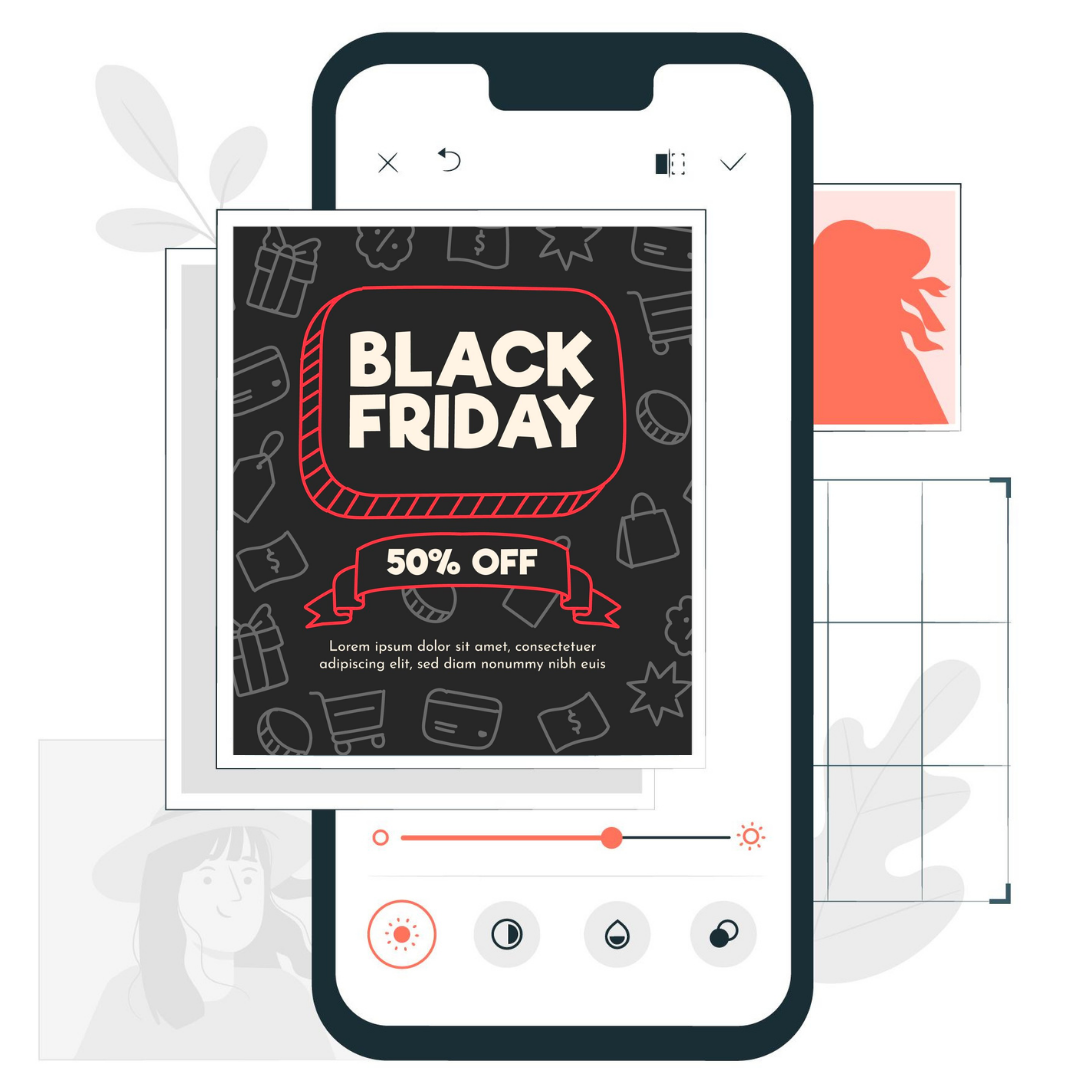 BLACK
FRIDAY
50% OFF
Lorem ipsum dolor sit amet, consectetuer
adipiscing elit, sed diam nonummy nibh euis